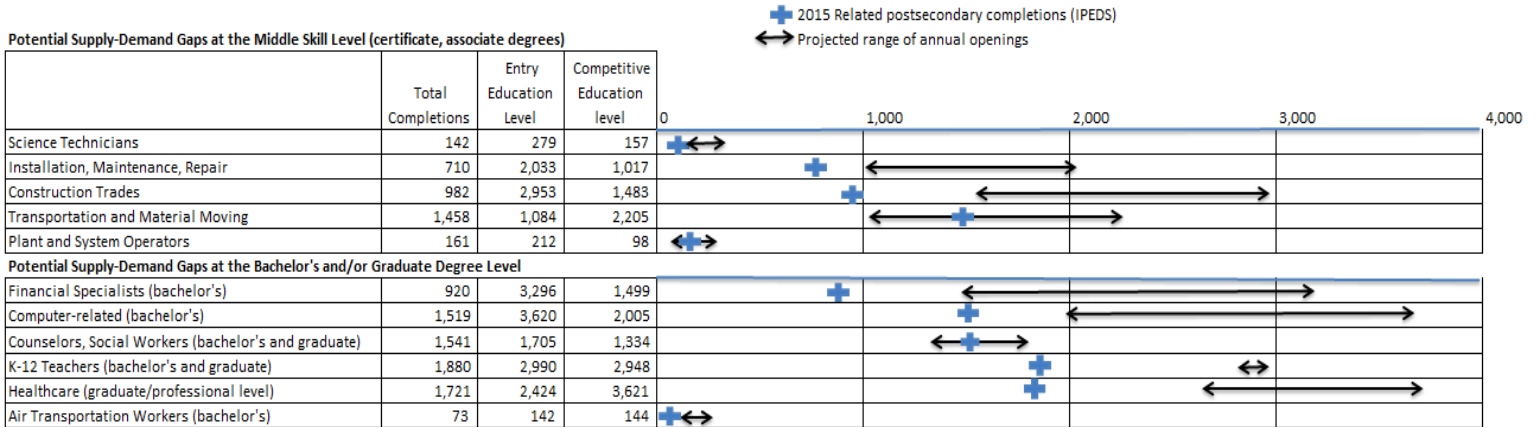 2015 Related postsecondary completions (IPEDS)
Potential Supply-Demand Gaps at the Middle Skill Level (certificate, associate degrees)
Projected range of annual openings
Total Completions Entry Education Level Competitive Education level 0 1,000 2,000 3,000 4,000
Science Technicians 142 279 157
Installation, Maintenance, Repair 710 2,033 1,017
Construction Trades 982 2,953 1,483
Transportation and Material Moving 1,458 1,084 2,205
Plant and System Operators 161 212 98
Potential Supply-Demand Gaps at the Bachelor's and/or Graduate Degree Level
Financial Specialists (bachelor's) 920 3,296 1,499
Computer-related (bachelor's) 1,519 3,620 2,005
Counselors, Social Workers (bachelor's and graduate) 1,541 1,705 1,334
K-12 Teachers (bachelor's and graduate) 1,880 2,990 2,948
Healthcare (graduate/professional level) 1,721 2,424 3,621
Air Transportation Workers (bachelor's) 73 142 144